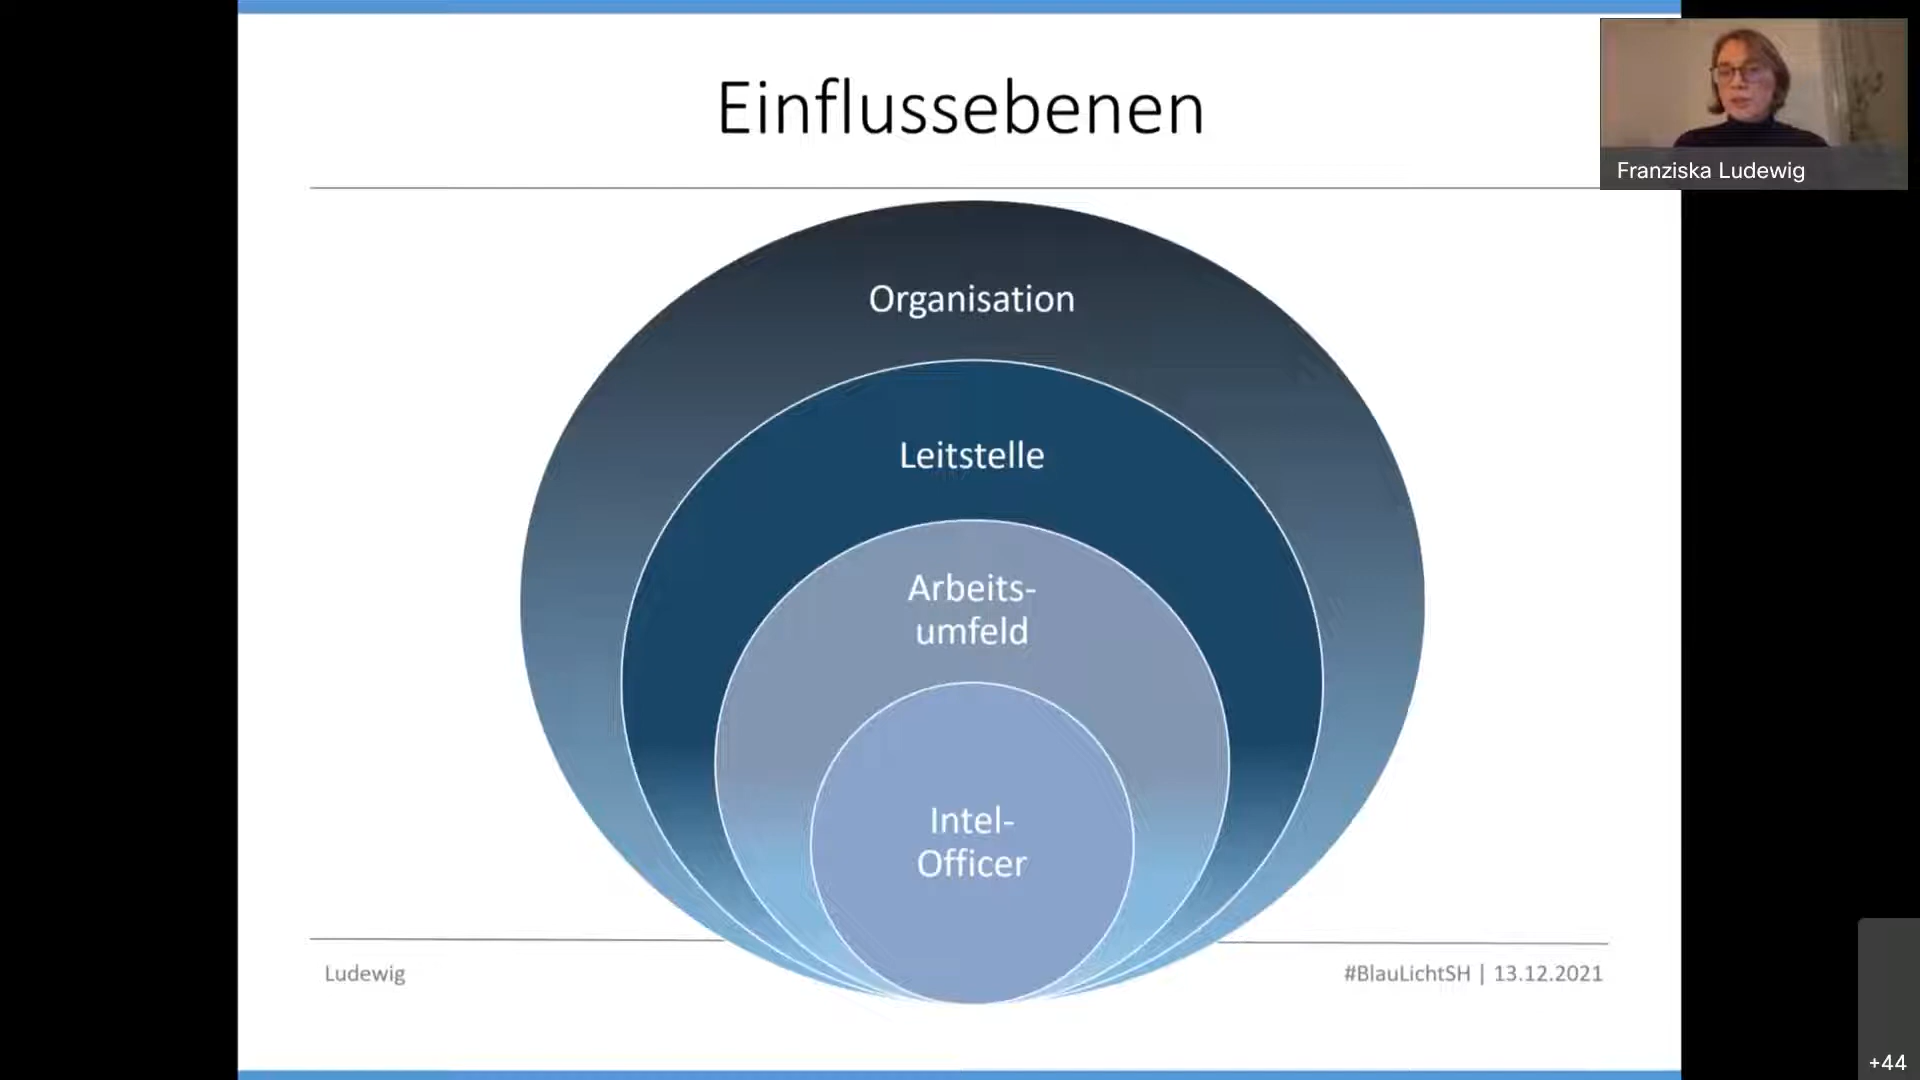 Einflussebenen
Franziska Ludewig
Organisation
Leitstelle
Arbeits-
umfeld
Intel-
Officer
Ludewig
#BlauLichtSH | 13.12.2021
+44